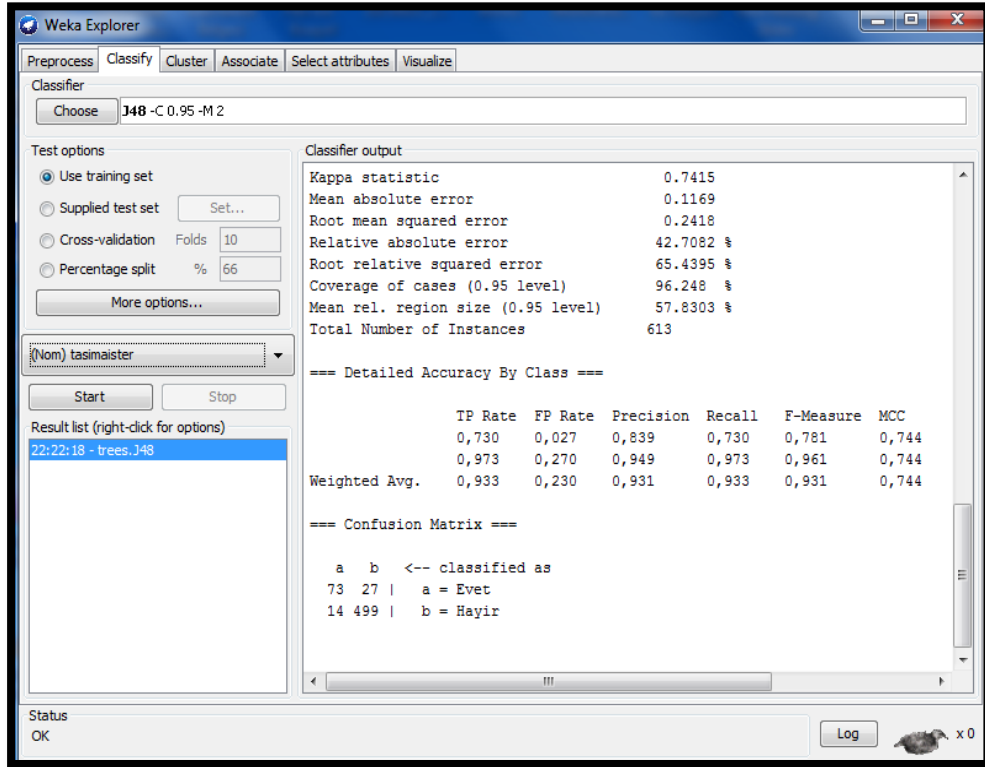 Weka Explorer
Preprocess Classify Cluster Associate Select attributes Visualize
Classifier
Choose J48 -C 0.95 -M 2
Test options
Use training set
Supplied test set Set...
Cross-validation Folds 10
Percentage split % 66
More options...
(Nom) tasimaister
Start Stop
Result list (right-click for options)
22:22:18 - trees.J48
Classifier output
Kappa statistic 0.7415
Mean absolute error 0.1169
Root mean squared error 0.2418
Relative absolute error 42.7082 %
Root relative squared error 65.4395 %
Coverage of cases (0.95 level) 96.248 %
Mean rel. region size (0.95 level) 57.8303 %
Total Number of Instances 613
=== Detailed Accuracy By Class ===
TP Rate FP Rate Precision Recall F-Measure MCC
0,730 0,027 0,839 0,730 0,781 0,744
0,973 0,270 0,949 0,973 0,961 0,744
Weighted Avg. 0,933 0,230 0,931 0,933 0,931 0,744
=== Confusion Matrix ===
a b <-- classified as
73 27 | a = Evet
14 499 | b = Hayir
Status
OK
Log x 0